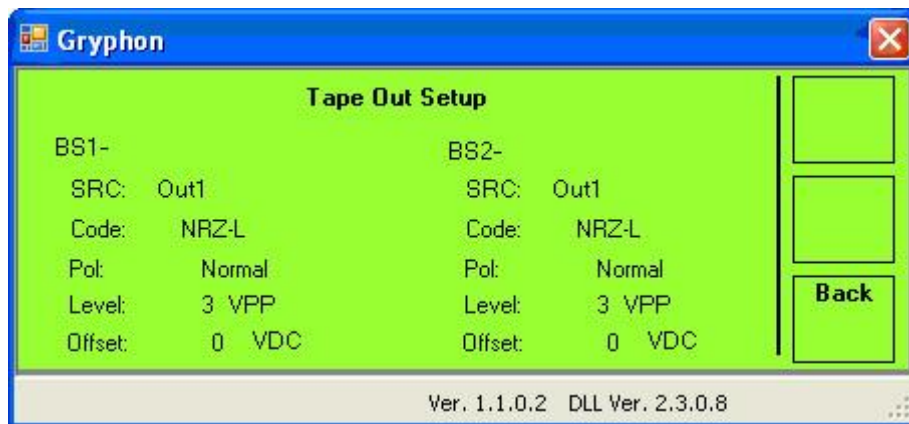 Gryphon
Tape Out Setup
BS1-
SRC: Out1
Code: NRZ-L
Pol: Normal
Level: 3 VPP
Offset: 0 VDC
BS2-
SRC: Out1
Code: NRZ-L
Pol: Normal
Level: 3 VPP
Offset: 0 VDC
Back
Ver. 1.1.0.2 DLL Ver. 2.3.0.8